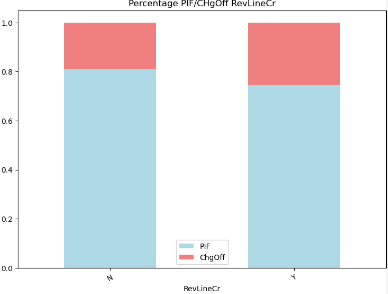 Percentage PIF/CHgOff RevLineCr
1.0
0.8
0.6
0.4
0.2
0.0
PIF
ChgOff
N
Y
RevLineCr